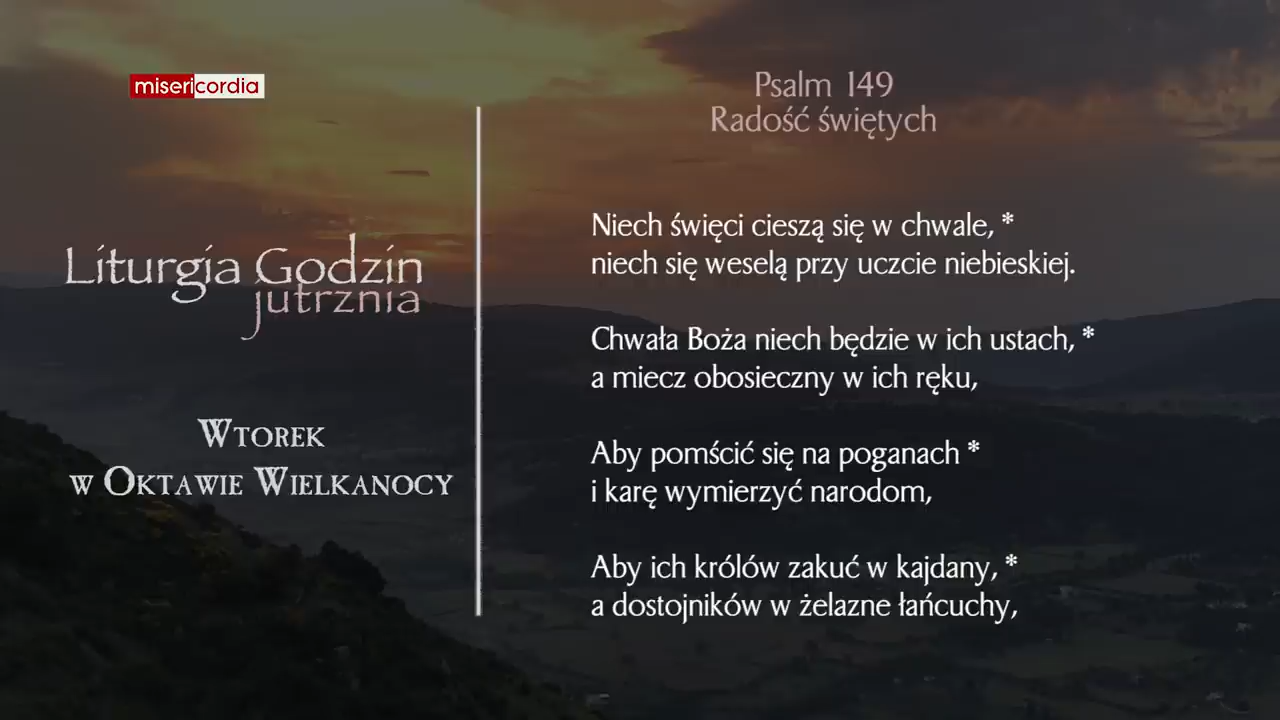 misericordia
Liturgia Godzin
jutrznia
Wtorek
w Oktawie Wielkanocy
Psalm 149
Radość świętych
Niech święci cieszą się w chwale, *
niech się weselą przy uczcie niebieskiej.
Chwała Boża niech będzie w ich ustach, *
a miecz obosieczny w ich ręku,
Aby pomścić się na poganach *
i karę wymierzyć narodom,
Aby ich królów zakuć w kajdany, *
a dostojników w żelazne łańcuchy,